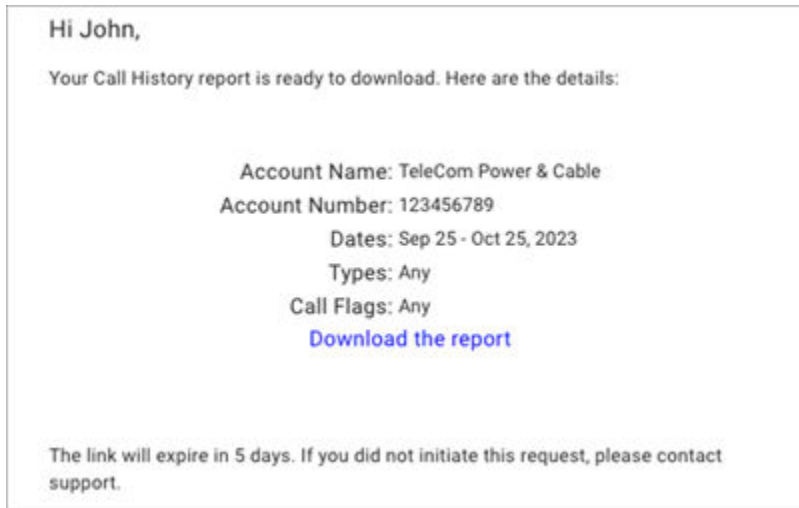 Hi John,
Your Call History report is ready to download. Here are the details:
Account Name: TeleCom Power & Cable
Account Number: 123456789
Dates: Sep 25 - Oct 25, 2023
Types: Any
Call Flags: Any
Download the report
The link will expire in 5 days. If you did not initiate this request, please contact
support.